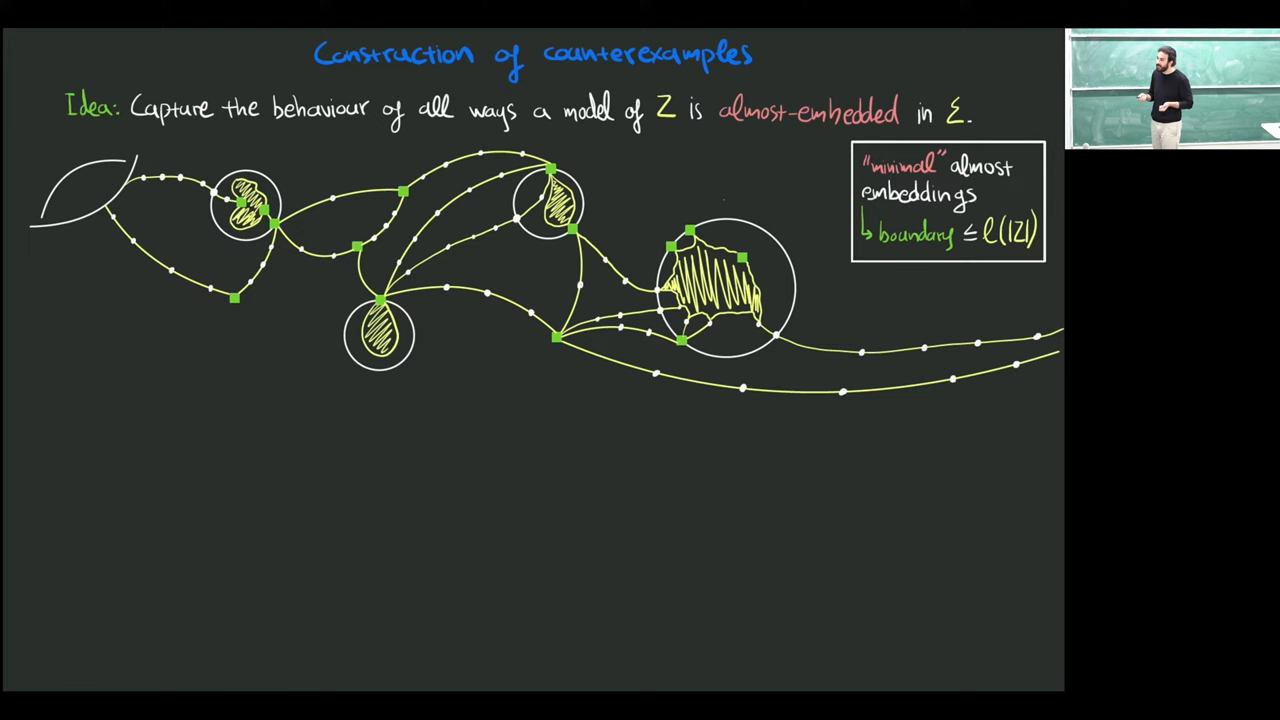 Construction of counterexamples
Idea: Capture the behaviour of all ways a model of Z is almost-embedded in Σ.
"minimal" almost
embeddings
↳ boundary ≤ ℓ(|Z|)